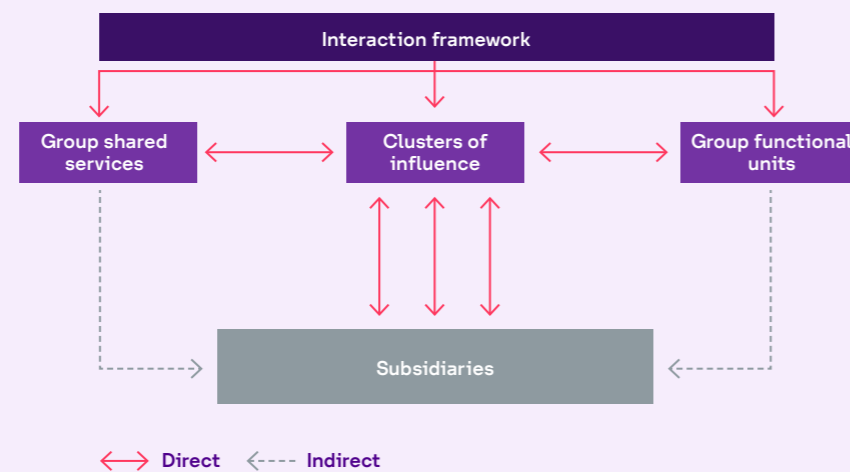 Interaction framework
Group shared
services
Clusters of
influence
Group functional
units
Subsidiaries
Direct
Indirect